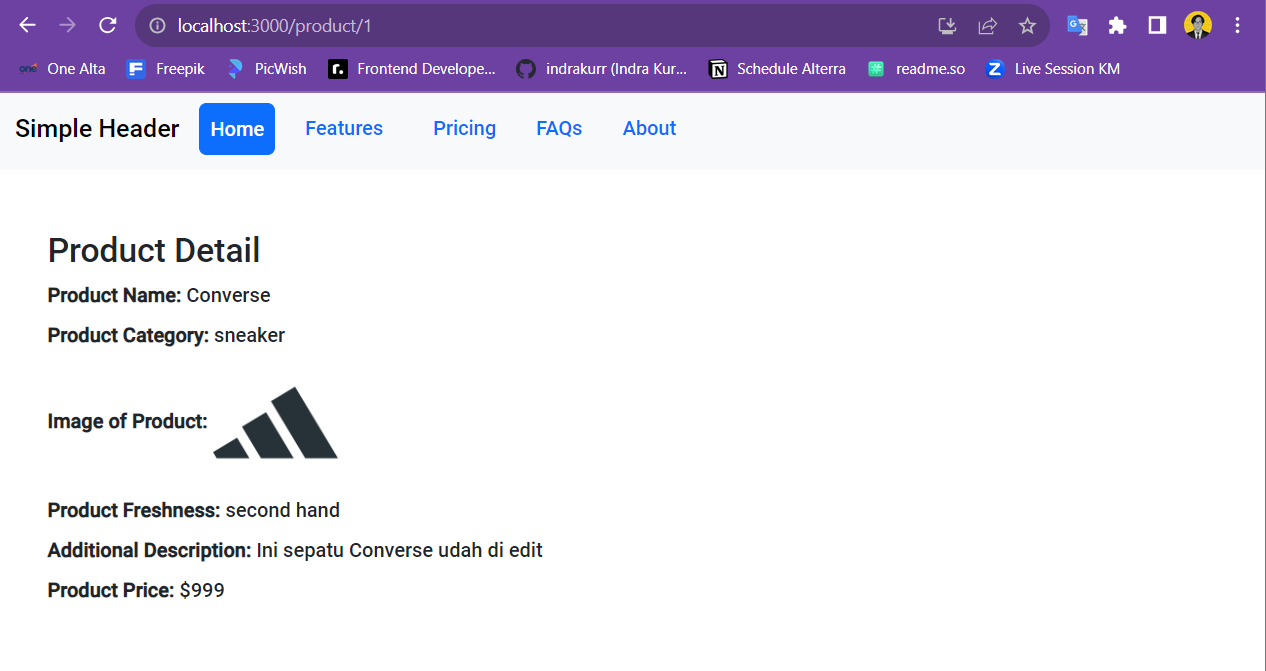 localhost:3000/product/1
One Alta Freepik PicWish Frontend Develope... indrakurr (Indra Kur... Schedule Alterra readme.so Live Session KM
Simple Header Home Features Pricing FAQs About
Product Detail
Product Name: Converse
Product Category: sneaker
Image of Product:
Product Freshness: second hand
Additional Description: Ini sepatu Converse udah di edit
Product Price: $999